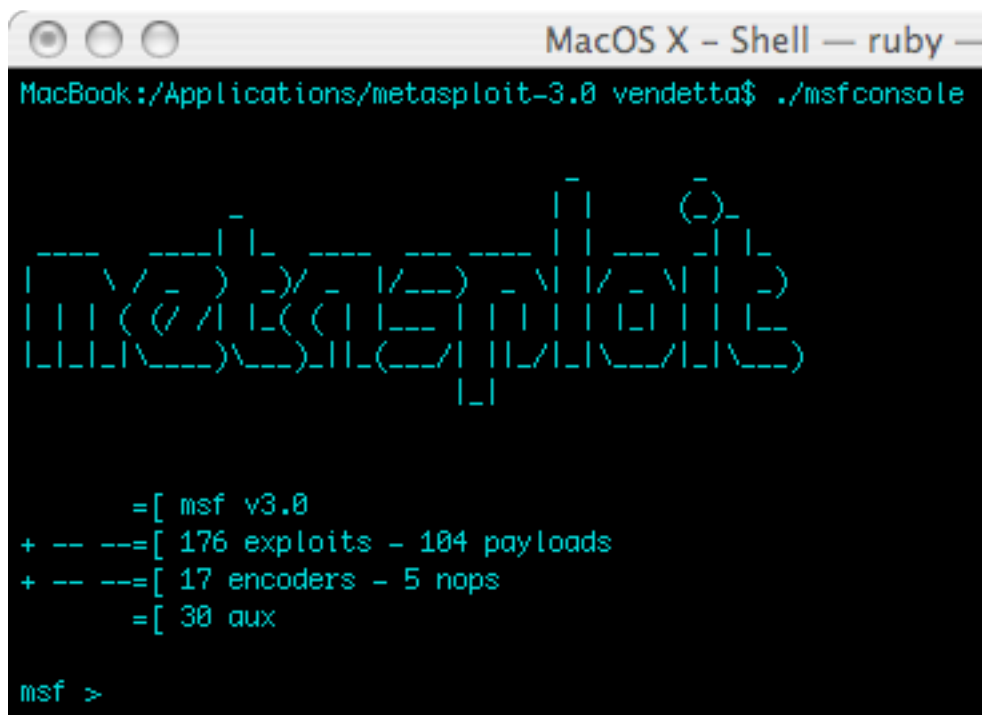 MacOS X – Shell — ruby —
MacBook:/Applications/metasploit-3.0 vendetta$ ./msfconsole
metasploit
=[ msf v3.0
+ -- --=[ 176 exploits - 104 payloads
+ -- --=[ 17 encoders - 5 nops
=[ 30 aux
msf >